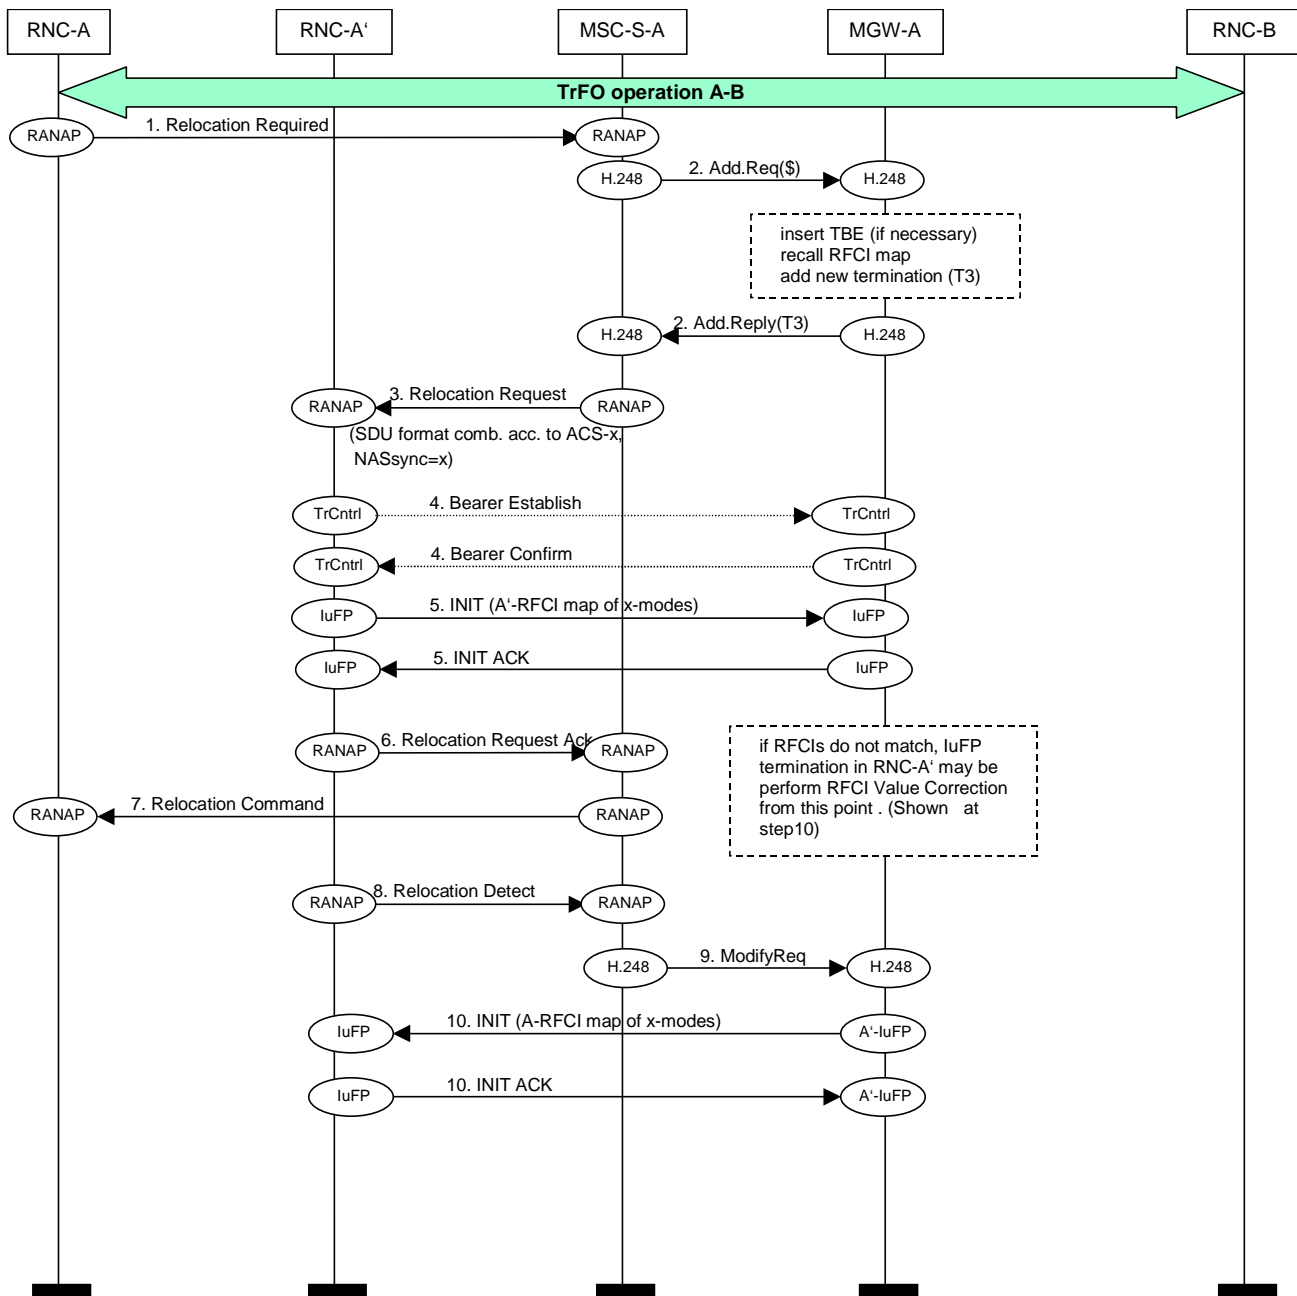 RNC-A
RNC-A‘
MSC-S-A
MGW-A
RNC-B
TrFO operation A-B
RANAP
1. Relocation Required
RANAP
H.248
2. Add.Req($)
H.248
insert TBE (if necessary)
recall RFCI map
add new termination (T3)
H.248
2. Add.Reply(T3)
H.248
RANAP
3. Relocation Request
RANAP
(SDU format comb. acc. to ACS-x,
NASsync=x)
TrCntrl
4. Bearer Establish
TrCntrl
TrCntrl
4. Bearer Confirm
TrCntrl
IuFP
5. INIT (A‘-RFCI map of x-modes)
IuFP
IuFP
5. INIT ACK
IuFP
RANAP
6. Relocation Request Ack
RANAP
if RFCIs do not match, IuFP
termination in RNC-A‘ may be
perform RFCI Value Correction
from this point . (Shown at
step10)
RANAP
7. Relocation Command
RANAP
RANAP
8. Relocation Detect
RANAP
H.248
9. ModifyReq
H.248
IuFP
10. INIT (A-RFCI map of x-modes)
A‘-IuFP
IuFP
10. INIT ACK
A‘-IuFP